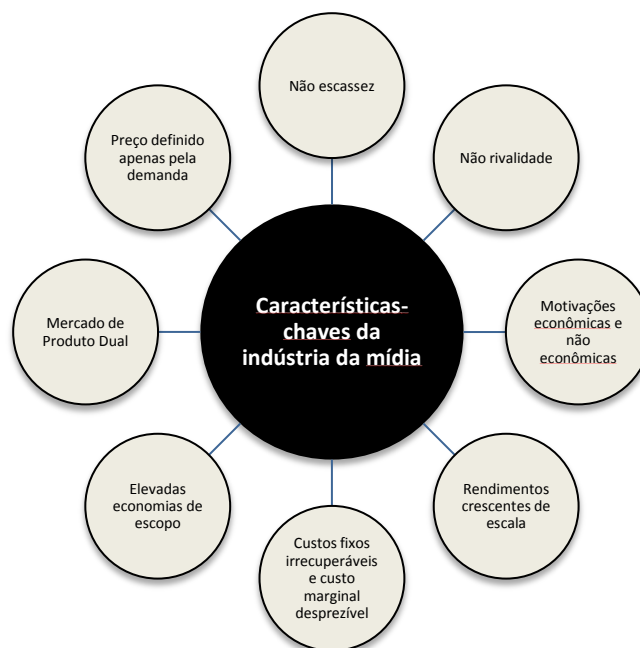 Não escassez
Não rivalidade
Motivações
econômicas e
não
econômicas
Rendimentos
crescentes de
escala
Custos fixos
irrecuperáveis
e custo
marginal
desprezível
Elevadas
economias de
escopo
Mercado de
Produto Dual
Preço definido
apenas pela
demanda
Características-
chaves da
indústria da mídia